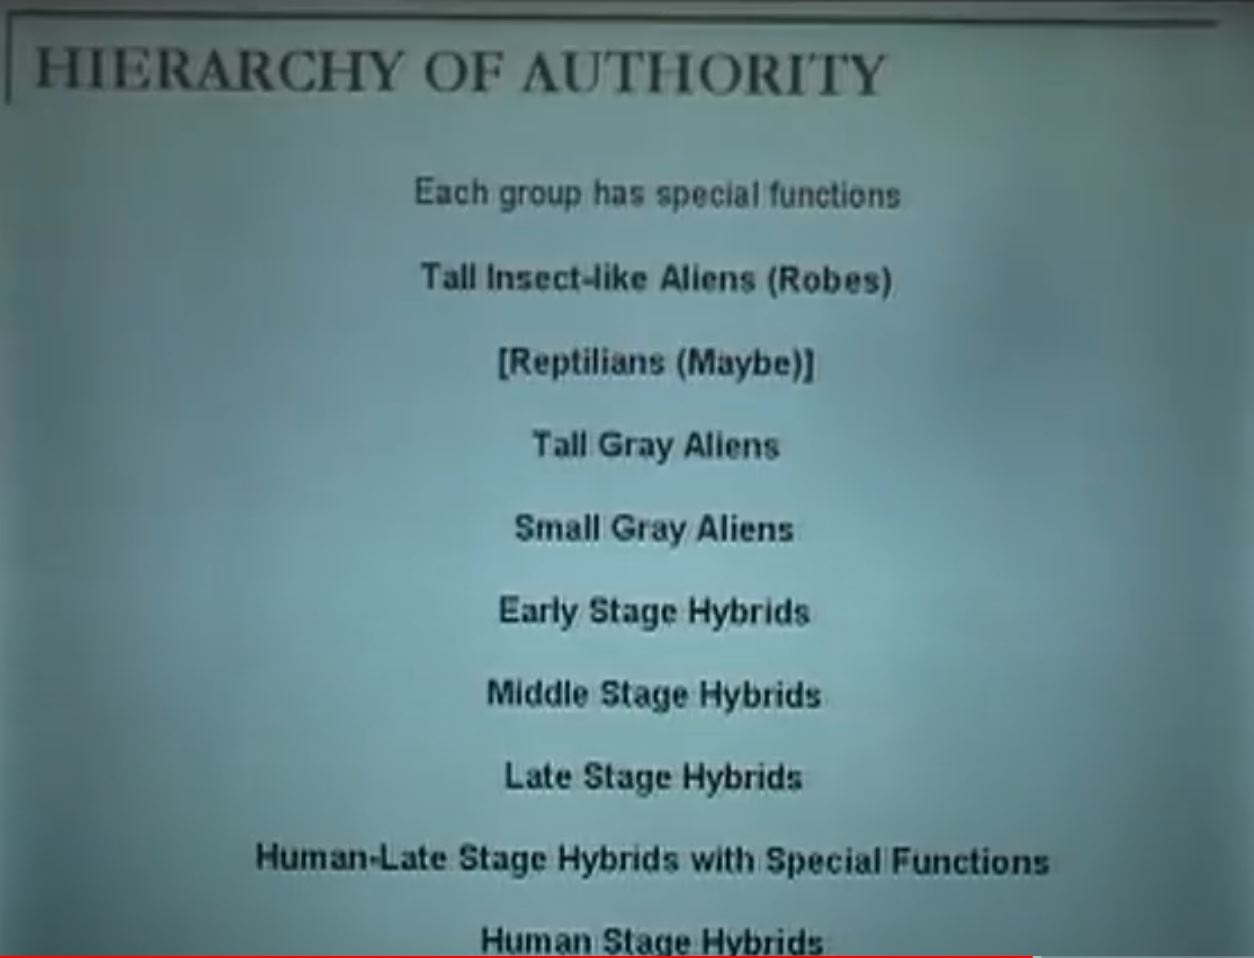 HIERARCHY OF AUTHORITY
Each group has special functions
Tall Insect-like Aliens (Robes)
[Reptilians (Maybe)]
Tall Gray Aliens
Small Gray Aliens
Early Stage Hybrids
Middle Stage Hybrids
Late Stage Hybrids
Human-Late Stage Hybrids with Special Functions
Human Stage Hybrids